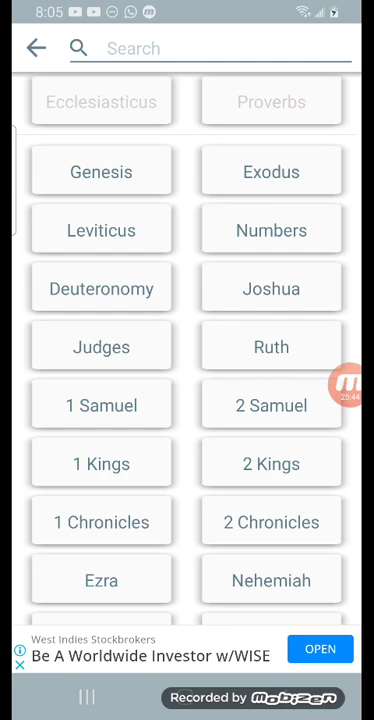 8:05
Search
Ecclesiasticus Proverbs
Genesis Exodus
Leviticus Numbers
Deuteronomy Joshua
Judges Ruth
1 Samuel 2 Samuel
25:44
1 Kings 2 Kings
1 Chronicles 2 Chronicles
Ezra Nehemiah
West Indies Stockbrokers
Be A Worldwide Investor w/WISE OPEN
Recorded by mobizen